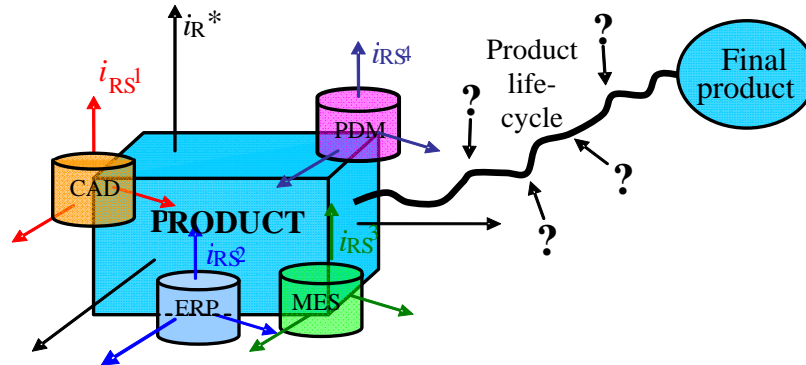 iR*
iRS1
iRS4
PDM
CAD
PRODUCT
iRS2
iRS3
ERP
MES
?
?
?
?
Product
life-
cycle
Final
product